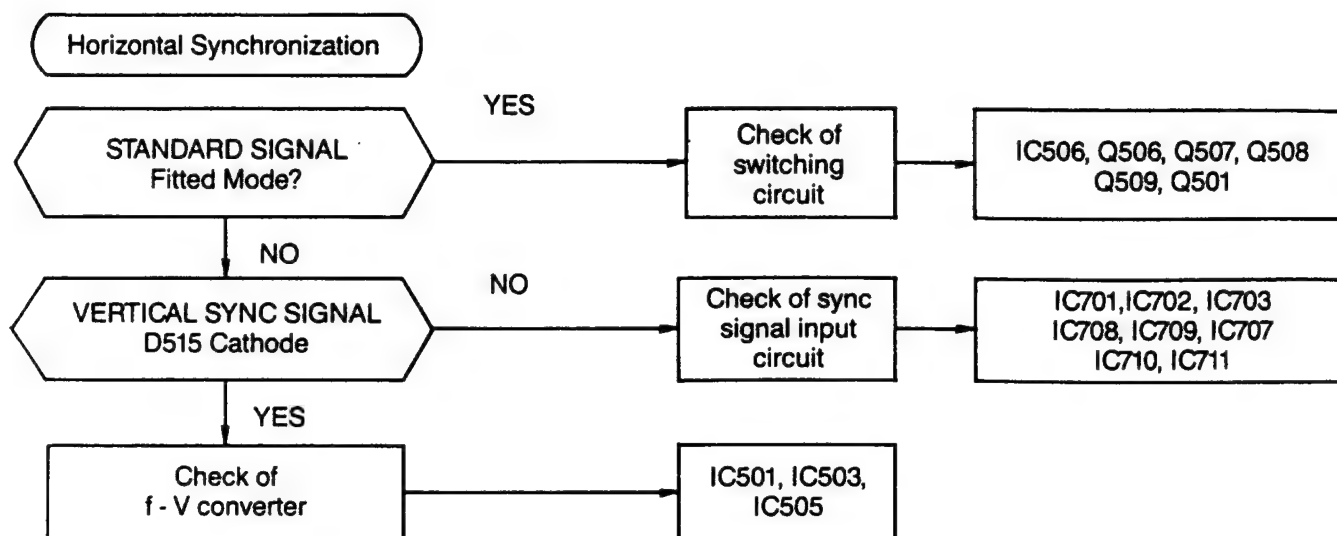 Horizontal Synchronization
STANDARD SIGNAL
Fitted Mode?
YES
Check of
switching
circuit
IC506, Q506, Q507, Q508
Q509, Q501
NO
VERTICAL SYNC SIGNAL
D515 Cathode
NO
Check of sync
signal input
circuit
IC701,IC702, IC703
IC708, IC709, IC707
IC710, IC711
YES
Check of
f - V converter
IC501, IC503,
IC505